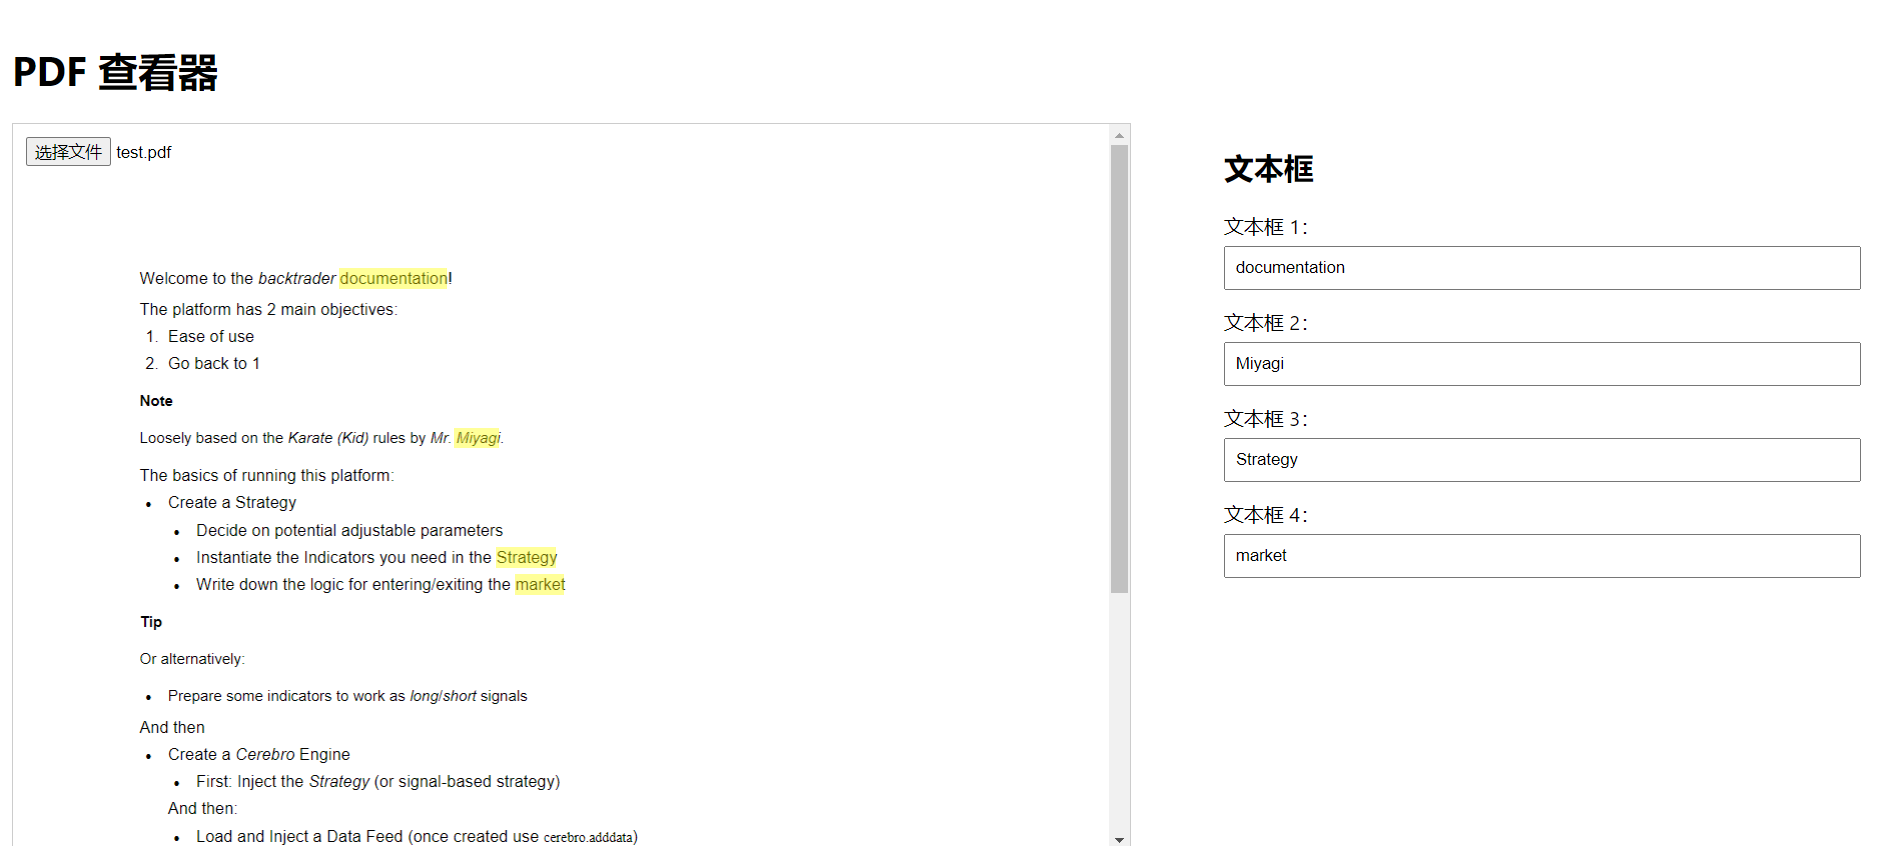 PDF 查看器
选择文件 test.pdf
Welcome to the backtrader documentation!
The platform has 2 main objectives:
1. Ease of use
2. Go back to 1
Note
Loosely based on the Karate (Kid) rules by Mr. Miyagi.
The basics of running this platform:
• Create a Strategy
• Decide on potential adjustable parameters
• Instantiate the Indicators you need in the Strategy
• Write down the logic for entering/exiting the market
Tip
Or alternatively:
• Prepare some indicators to work as long/short signals
And then
• Create a Cerebro Engine
• First: Inject the Strategy (or signal-based strategy)
And then:
• Load and Inject a Data Feed (once created use cerebro.adddata)
文本框
文本框 1：
documentation
文本框 2：
Miyagi
文本框 3：
Strategy
文本框 4：
market